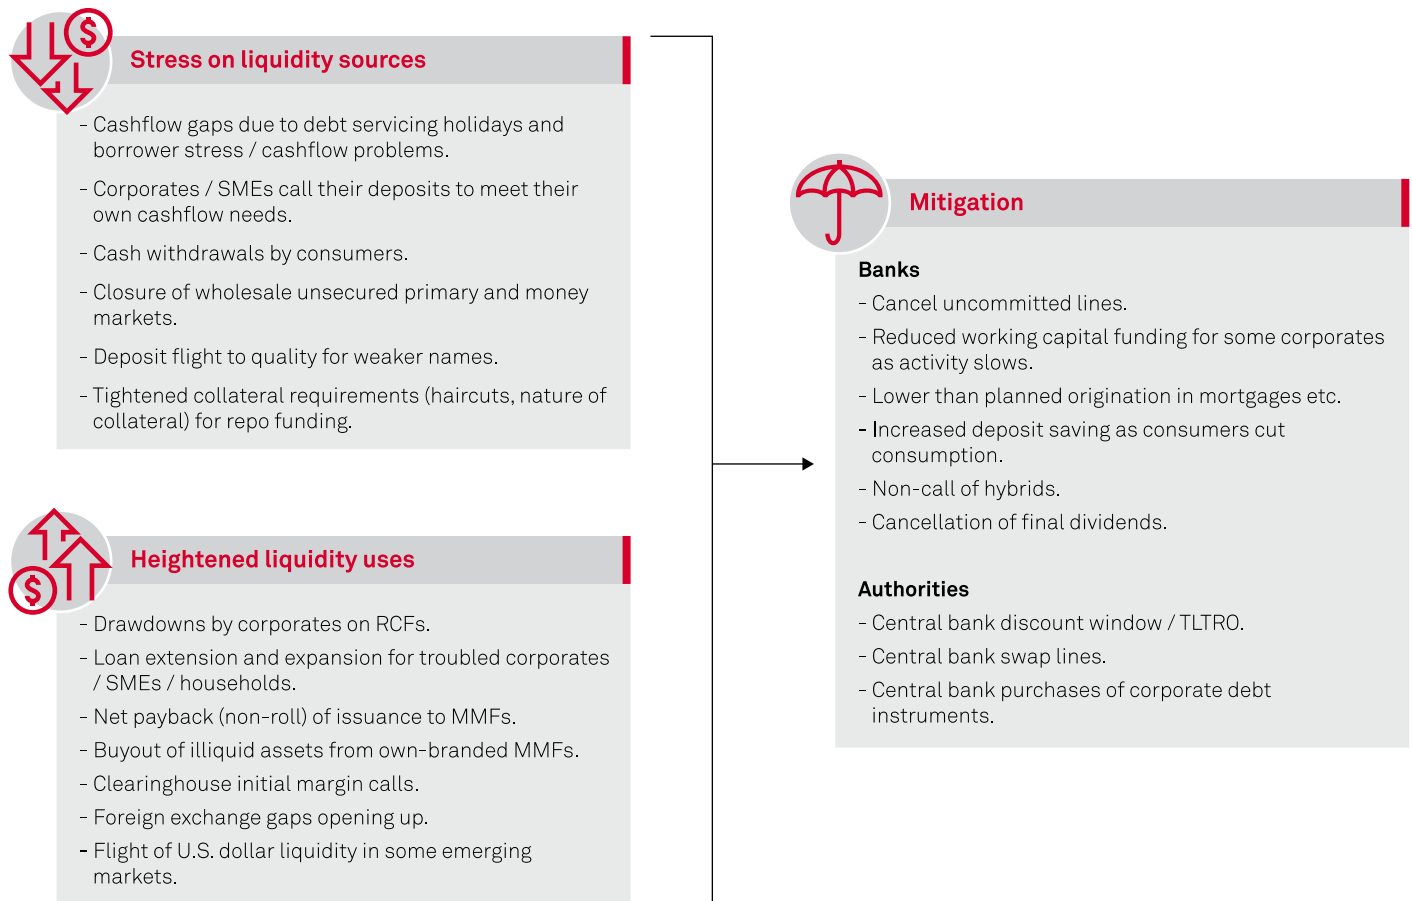 $
Stress on liquidity sources
- Cashflow gaps due to debt servicing holidays and
borrower stress / cashflow problems.
- Corporates / SMEs call their deposits to meet their
own cashflow needs.
- Cash withdrawals by consumers.
- Closure of wholesale unsecured primary and money
markets.
- Deposit flight to quality for weaker names.
- Tightened collateral requirements (haircuts, nature of
collateral) for repo funding.
$
Heightened liquidity uses
- Drawdowns by corporates on RCFs.
- Loan extension and expansion for troubled corporates
/ SMEs / households.
- Net payback (non-roll) of issuance to MMFs.
- Buyout of illiquid assets from own-branded MMFs.
- Clearinghouse initial margin calls.
- Foreign exchange gaps opening up.
- Flight of U.S. dollar liquidity in some emerging
markets.
Mitigation
Banks
- Cancel uncommitted lines.
- Reduced working capital funding for some corporates
as activity slows.
- Lower than planned origination in mortgages etc.
- Increased deposit saving as consumers cut
consumption.
- Non-call of hybrids.
- Cancellation of final dividends.
Authorities
- Central bank discount window / TLTRO.
- Central bank swap lines.
- Central bank purchases of corporate debt
instruments.